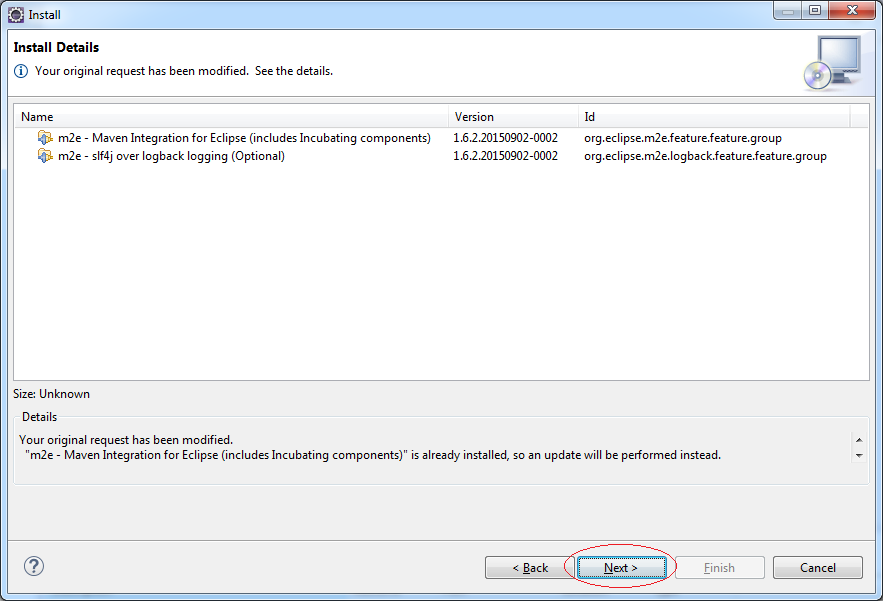 Install
Install Details
Your original request has been modified.  See the details.
Name Version Id
m2e - Maven Integration for Eclipse (includes Incubating components) 1.6.2.20150902-0002 org.eclipse.m2e.feature.feature.group
m2e - slf4j over logback logging (Optional) 1.6.2.20150902-0002 org.eclipse.m2e.logback.feature.feature.group
Size: Unknown
Details
Your original request has been modified.
"m2e - Maven Integration for Eclipse (includes Incubating components)" is already installed, so an update will be performed instead.
? < Back Next > Finish Cancel